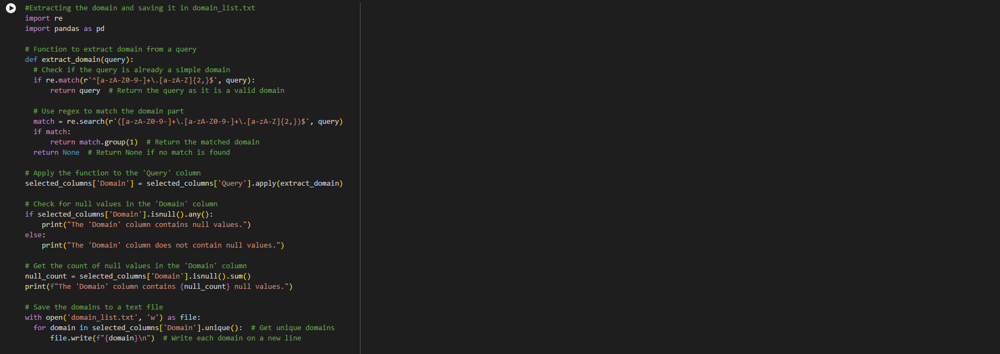 #Extracting the domain and saving it in domain_list.txt
import re
import pandas as pd
# Function to extract domain from a query
def extract_domain(query):
# Check if the query is already a simple domain
if re.match(r'^[a-zA-Z0-9-]+\.[a-zA-Z]{2,}$', query):
return query  # Return the query as it is a valid domain
# Use regex to match the domain part
match = re.search(r'([a-zA-Z0-9-]+\.[a-zA-Z0-9-]+\.[a-zA-Z]{2,})$', query)
if match:
return match.group(1)  # Return the matched domain
return None  # Return None if no match is found
# Apply the function to the 'Query' column
selected_columns['Domain'] = selected_columns['Query'].apply(extract_domain)
# Check for null values in the 'Domain' column
if selected_columns['Domain'].isnull().any():
print("The 'Domain' column contains null values.")
else:
print("The 'Domain' column does not contain null values.")
# Get the count of null values in the 'Domain' column
null_count = selected_columns['Domain'].isnull().sum()
print(f"The 'Domain' column contains {null_count} null values.")
# Save the domains to a text file
with open('domain_list.txt', 'w') as file:
for domain in selected_columns['Domain'].unique():  # Get unique domains
file.write(f"{domain}\n")  # Write each domain on a new line